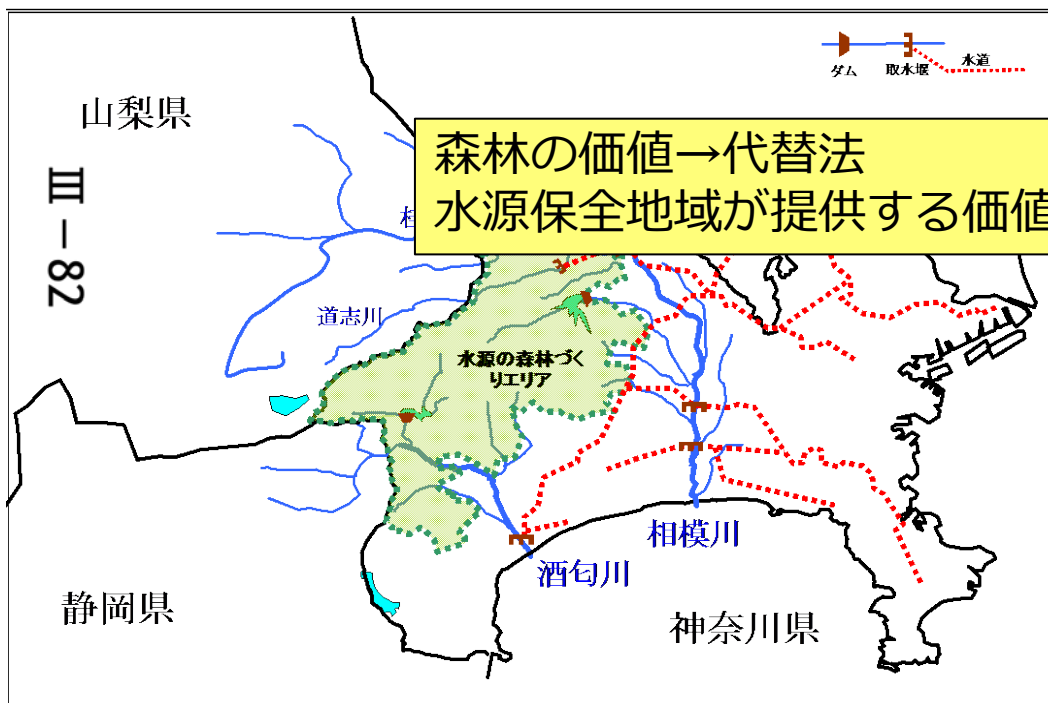 ダム
取水堰
水道
山梨県
森林の価値→代替法
水源保全地域が提供する価値
Ⅲ－82
道志川
水源の森林づく
りエリア
相模川
酒匂川
静岡県
神奈川県